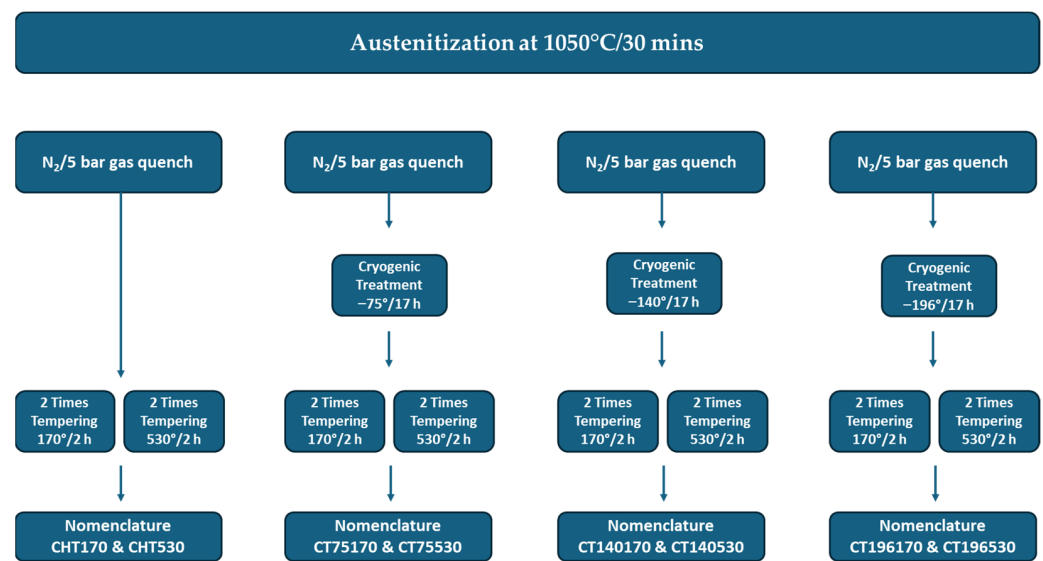 Austenitization at 1050°C/30 mins
N₂/5 bar gas quench
N₂/5 bar gas quench
N₂/5 bar gas quench
N₂/5 bar gas quench
Cryogenic
Treatment
–75°/17 h
Cryogenic
Treatment
–140°/17 h
Cryogenic
Treatment
–196°/17 h
2 Times
Tempering
170°/2 h
2 Times
Tempering
530°/2 h
2 Times
Tempering
170°/2 h
2 Times
Tempering
530°/2 h
2 Times
Tempering
170°/2 h
2 Times
Tempering
530°/2 h
2 Times
Tempering
170°/2 h
2 Times
Tempering
530°/2 h
Nomenclature
CHT170 & CHT530
Nomenclature
CT75170 & CT75530
Nomenclature
CT140170 & CT140530
Nomenclature
CT196170 & CT196530